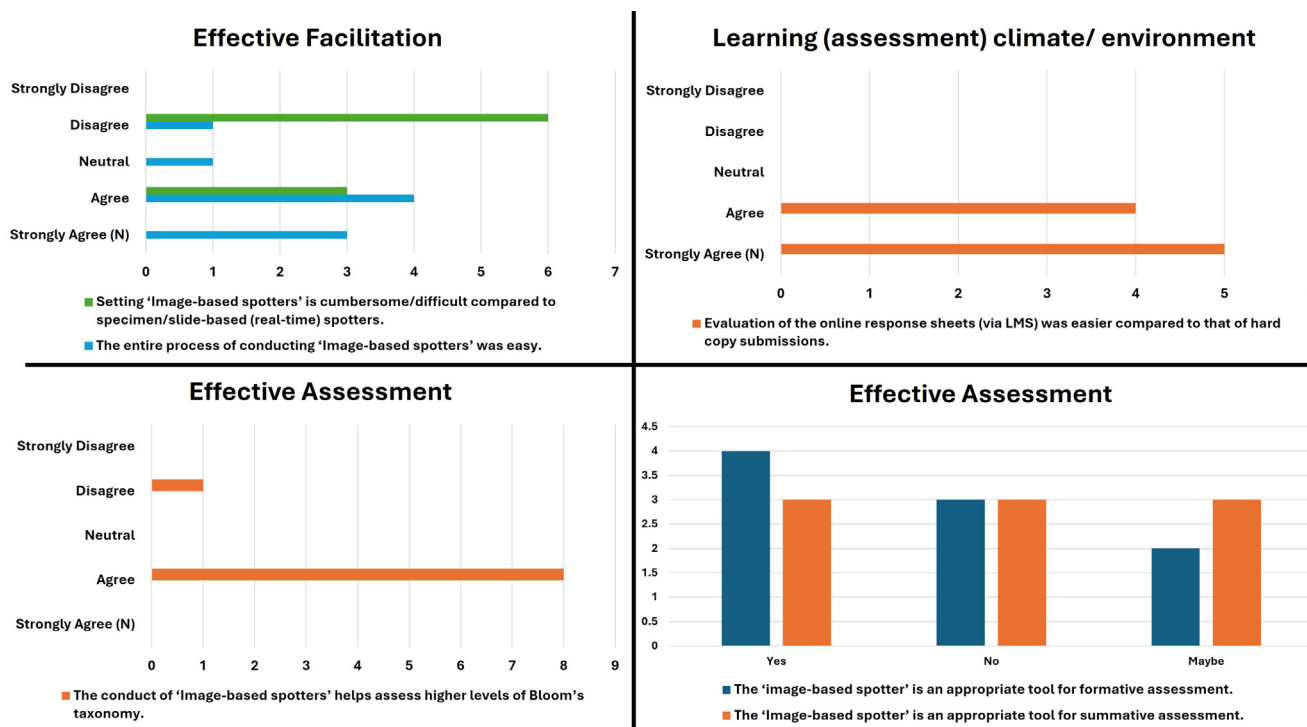 Effective Facilitation
Strongly Disagree
Disagree
Neutral
Agree
Strongly Agree (N)
0 1 2 3 4 5 6 7
Setting ‘Image-based spotters’ is cumbersome/difficult compared to
specimen/slide-based (real-time) spotters.
The entire process of conducting ‘Image-based spotters’ was easy.
Learning (assessment) climate/ environment
Strongly Disagree
Disagree
Neutral
Agree
Strongly Agree (N)
0 1 2 3 4 5
Evaluation of the online response sheets (via LMS) was easier compared to that of hard
copy submissions.
Effective Assessment
Strongly Disagree
Disagree
Neutral
Agree
Strongly Agree (N)
0 1 2 3 4 5 6 7 8 9
The conduct of ‘Image-based spotters’ helps assess higher levels of Bloom’s
taxonomy.
Effective Assessment
4.5
4
3.5
3
2.5
2
1.5
1
0.5
0
Yes No Maybe
The ‘image-based spotter’ is an appropriate tool for formative assessment.
The ‘Image-based spotter’ is an appropriate tool for summative assessment.